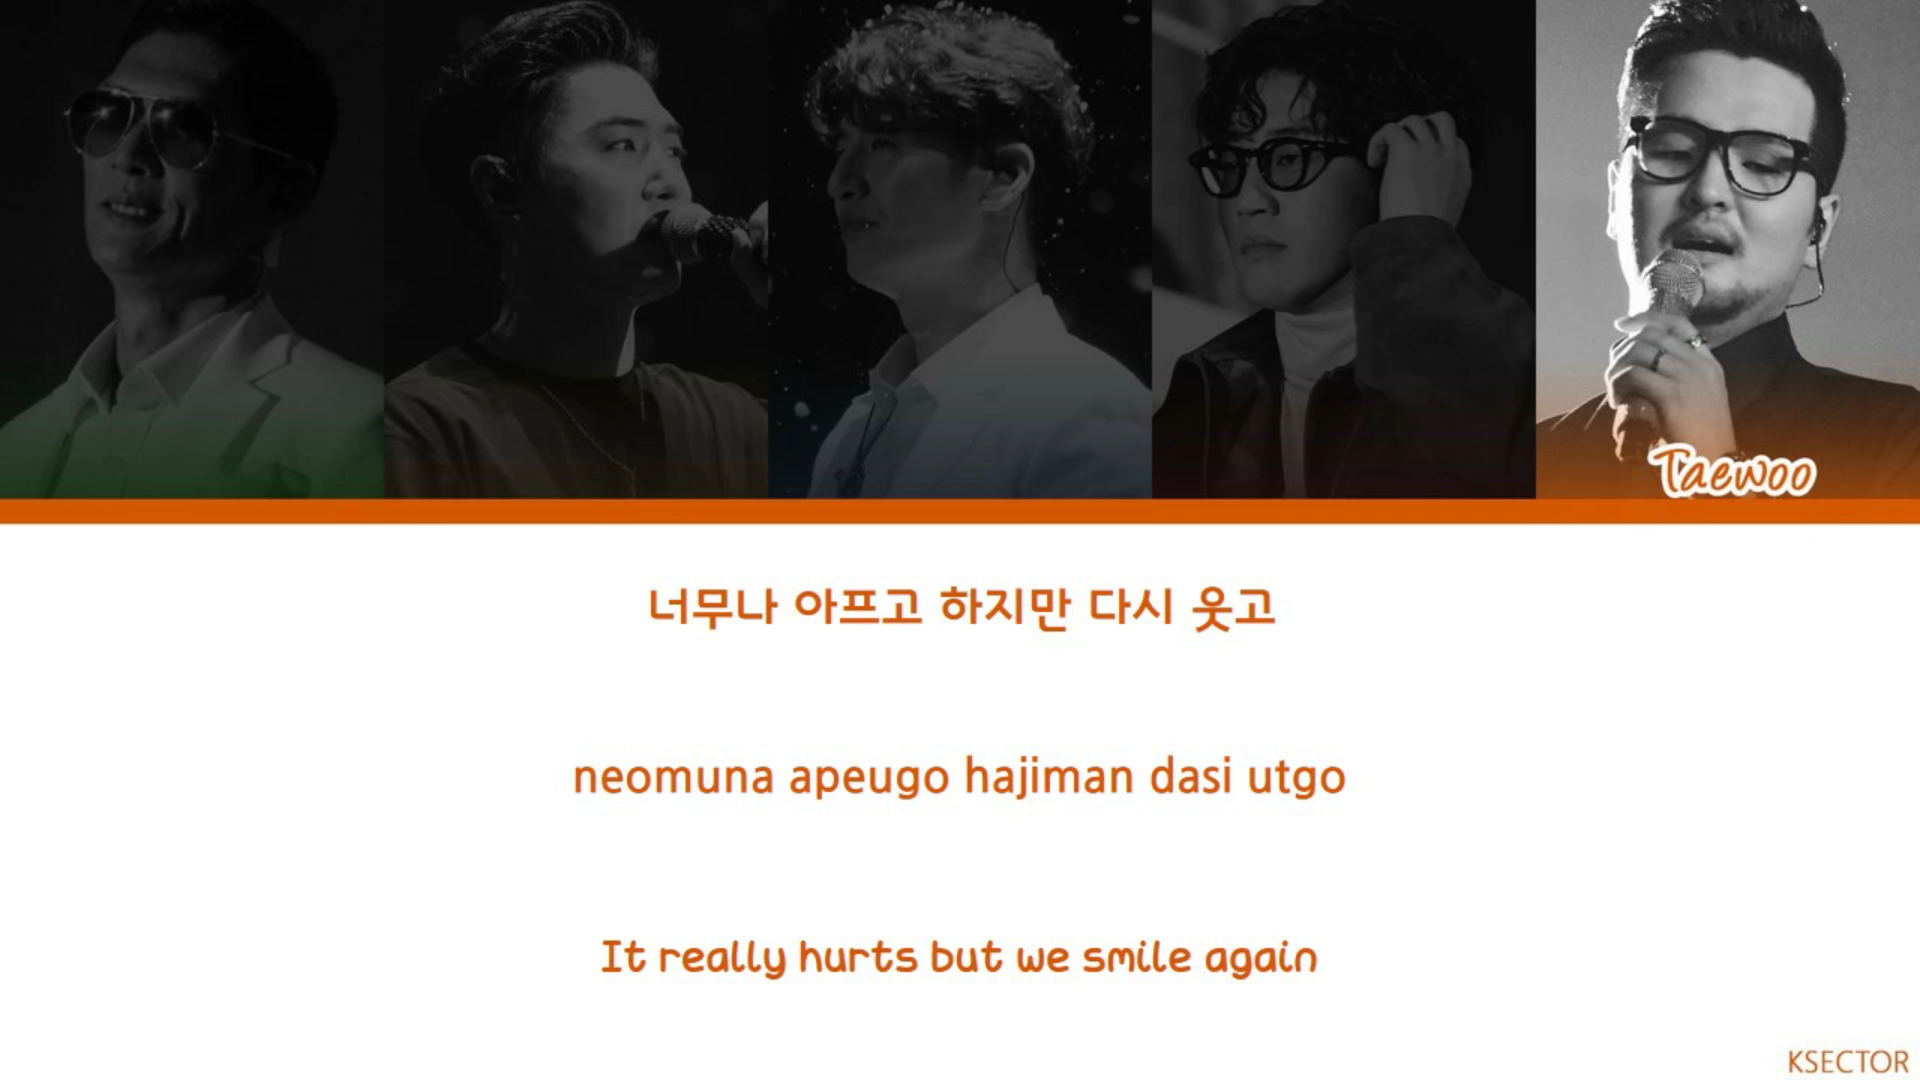 Taewoo
너무나 아프고 하지만 다시 웃고
neomuna apeugo hajiman dasi utgo
It really hurts but we smile again
KSECTOR